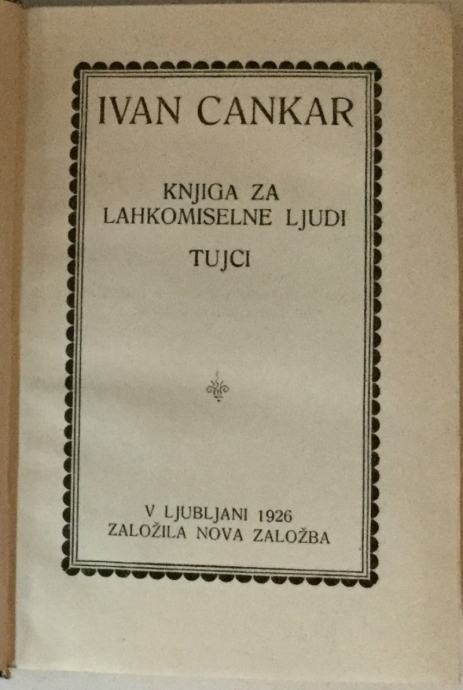 IVAN CANKAR
KNJIGA ZA
LAHKOMISELNE LJUDI
TUJCI
V LJUBLJANI 1926
ZALOŽILA NOVA ZALOŽBA